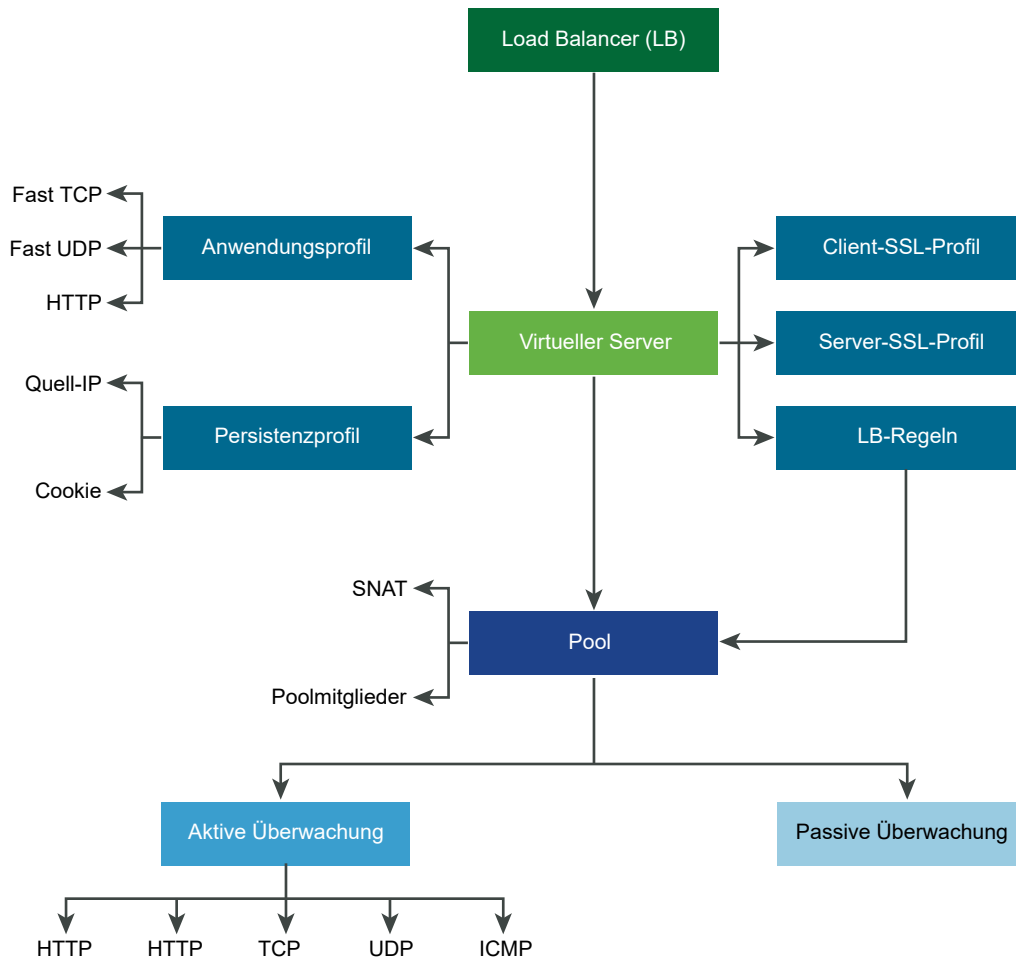 Load Balancer (LB)
Fast TCP
Fast UDP
HTTP
Anwendungsprofil
Client-SSL-Profil
Virtueller Server
Server-SSL-Profil
Quell-IP
Cookie
Persistenzprofil
LB-Regeln
SNAT
Poolmitglieder
Pool
Aktive Überwachung
Passive Überwachung
HTTP
HTTP
TCP
UDP
ICMP